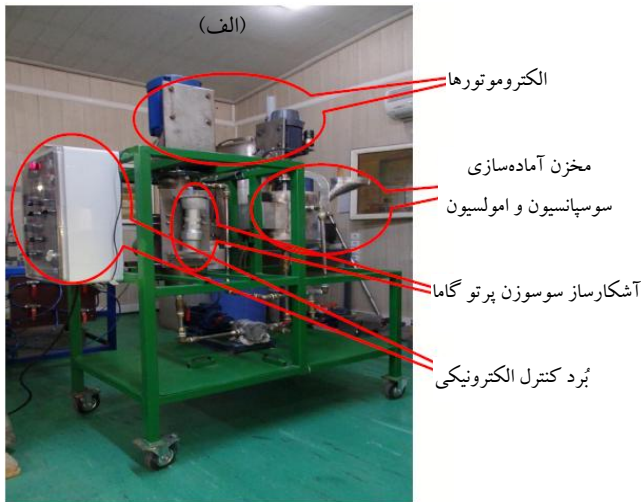 (الف)
الکتروموتورها
مخزن آماده‌سازی
سوسپانسیون و امولسیون
آشکارساز سوسوزن پرتو گاما
بُرد کنترل الکترونیکی